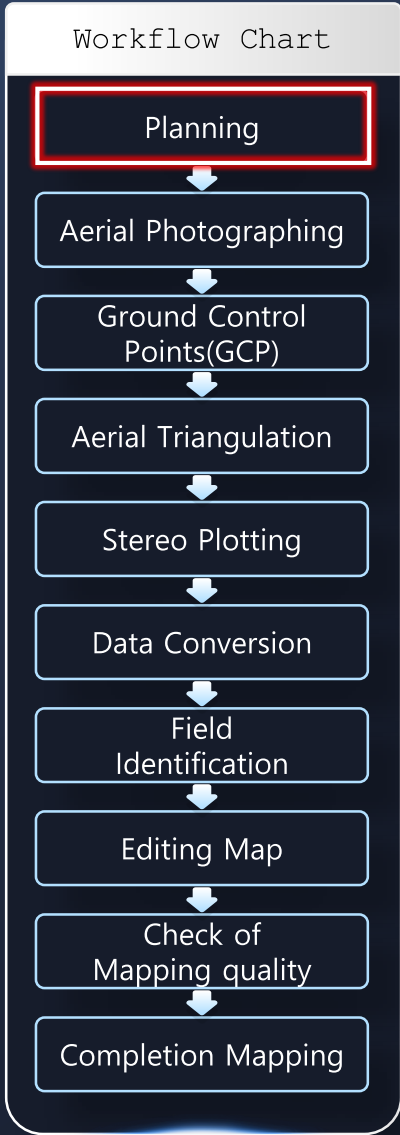 Workflow Chart
Planning
Aerial Photographing
Ground Control
Points(GCP)
Aerial Triangulation
Stereo Plotting
Data Conversion
Field
Identification
Editing Map
Check of
Mapping quality
Completion Mapping